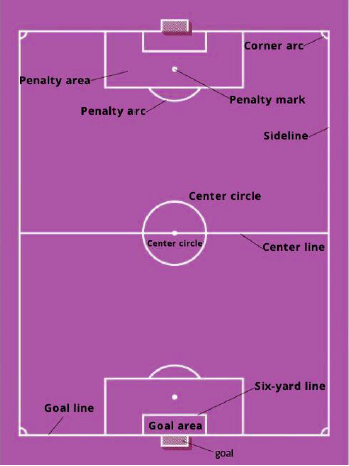 Corner arc
Penalty area
Penalty mark
Penalty arc
Sideline
Center circle
Center circle
Center line
Six-yard line
Goal line
Goal area
goal